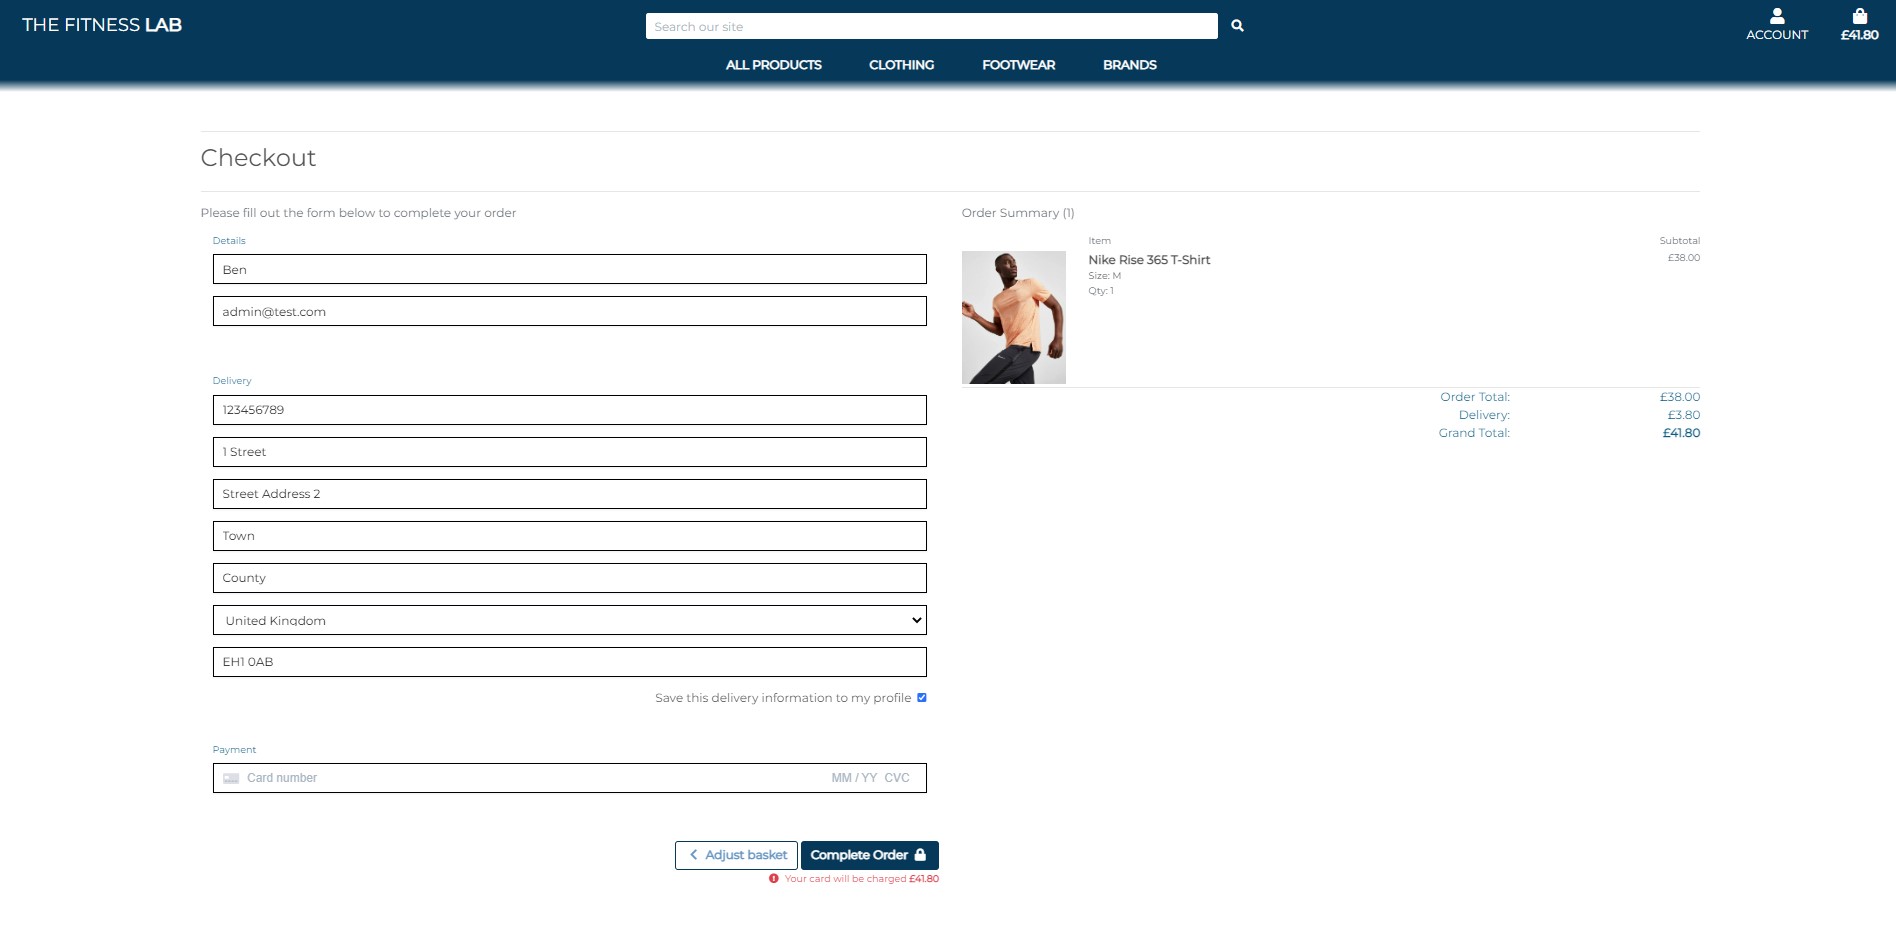 THE FITNESS LAB
Search our site
ACCOUNT
£41.80
ALL PRODUCTS CLOTHING FOOTWEAR BRANDS
Checkout
Please fill out the form below to complete your order
Details
Ben
admin@test.com
Delivery
123456789
1 Street
Street Address 2
Town
County
United Kingdom
EH1 0AB
Save this delivery information to my profile
Payment
Card number MM / YY CVC
Adjust basket Complete Order
Your card will be charged £41.80
Order Summary (1)
Item Subtotal
Nike Rise 365 T-Shirt £38.00
Size: M
Qty: 1
Order Total: £38.00
Delivery: £3.80
Grand Total: £41.80